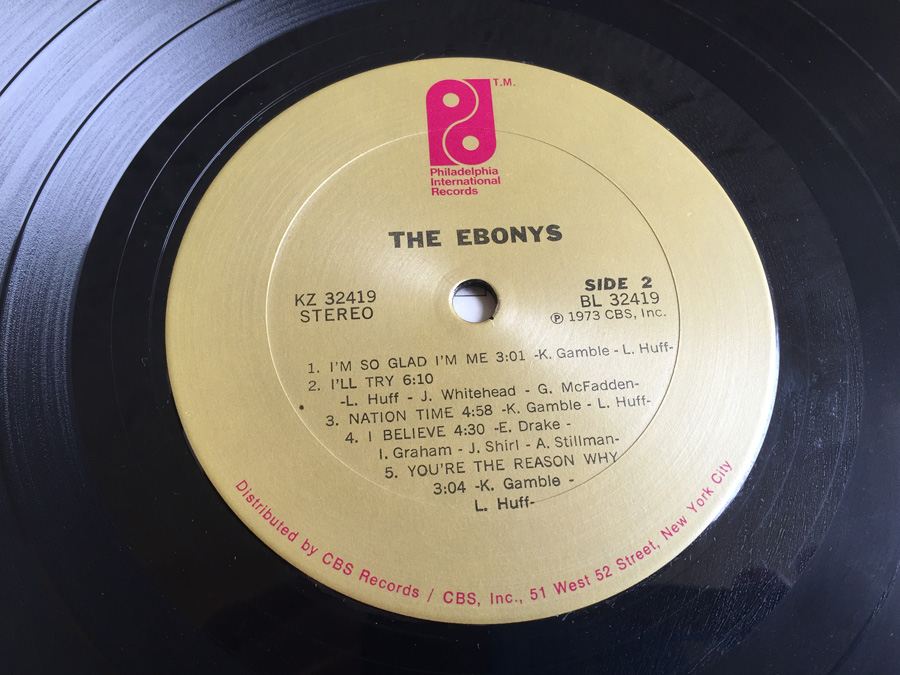 T.M.
Philadelphia
International
Records
THE EBONYS
KZ 32419
STEREO
SIDE 2
BL 32419
Ⓟ 1973 CBS, Inc.
1. I'M SO GLAD I'M ME 3:01 -K. Gamble - L. Huff-
2. I'LL TRY 6:10
-L. Huff - J. Whitehead - G. McFadden-
3. NATION TIME 4:58 -K. Gamble - L. Huff-
4. I BELIEVE 4:30 -E. Drake -
I. Graham - J. Shirl - A. Stillman-
5. YOU'RE THE REASON WHY
3:04 -K. Gamble -
L. Huff-
Distributed by CBS Records / CBS, Inc., 51 West 52 Street, New York City